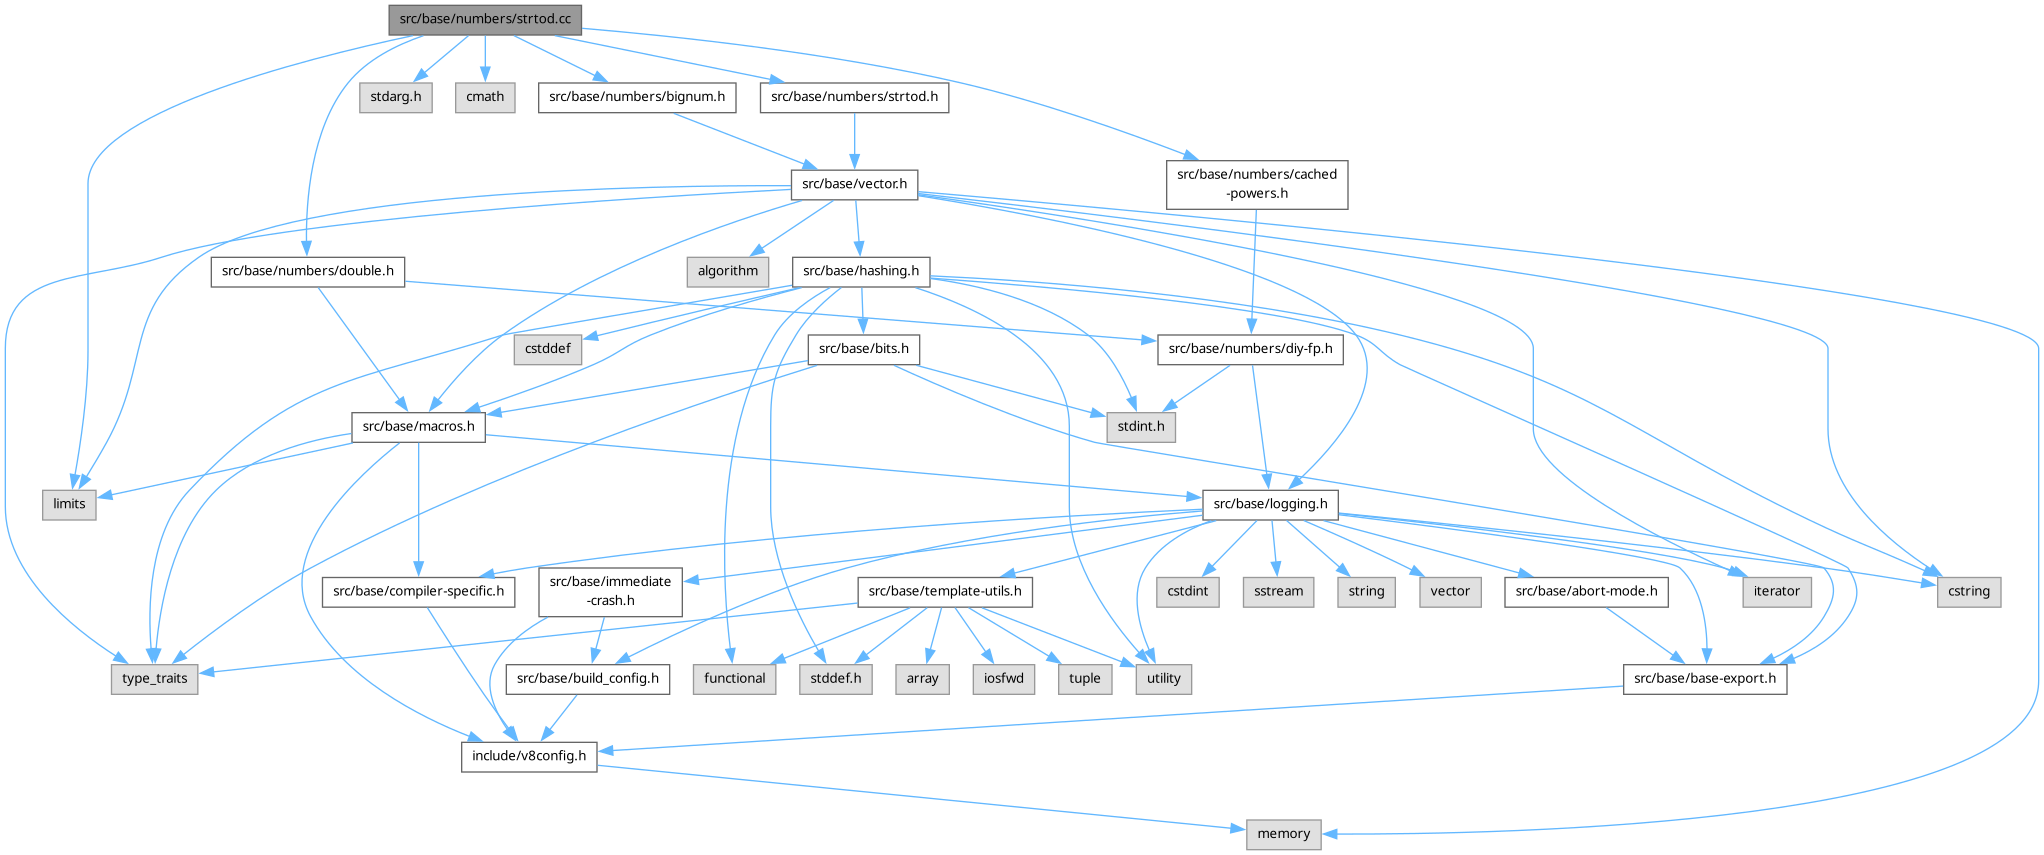 src/base/numbers/strtod.cc
stdarg.h
cmath
src/base/numbers/bignum.h
src/base/numbers/strtod.h
src/base/vector.h
src/base/numbers/cached
-powers.h
src/base/numbers/double.h
algorithm
src/base/hashing.h
cstddef
src/base/bits.h
src/base/numbers/diy-fp.h
src/base/macros.h
stdint.h
limits
src/base/logging.h
src/base/compiler-specific.h
src/base/immediate
-crash.h
src/base/template-utils.h
cstdint
sstream
string
vector
src/base/abort-mode.h
iterator
cstring
type_traits
src/base/build_config.h
functional
stddef.h
array
iosfwd
tuple
utility
src/base/base-export.h
include/v8config.h
memory